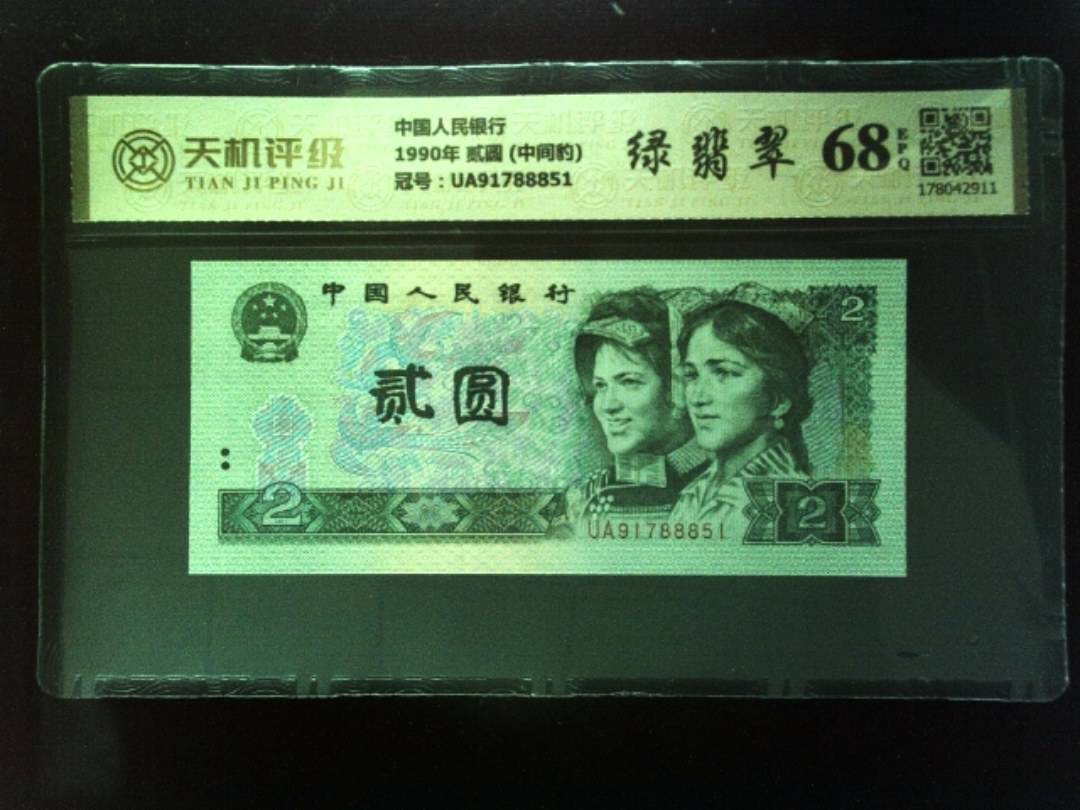 天机评级
TIAN JI PING JI
中国人民银行
1990年 贰圆 (中间豹)
冠号：UA91788851
绿翡翠 68 EPQ
178042911
中国人民银行
2
贰圆
2
UA91788851
2